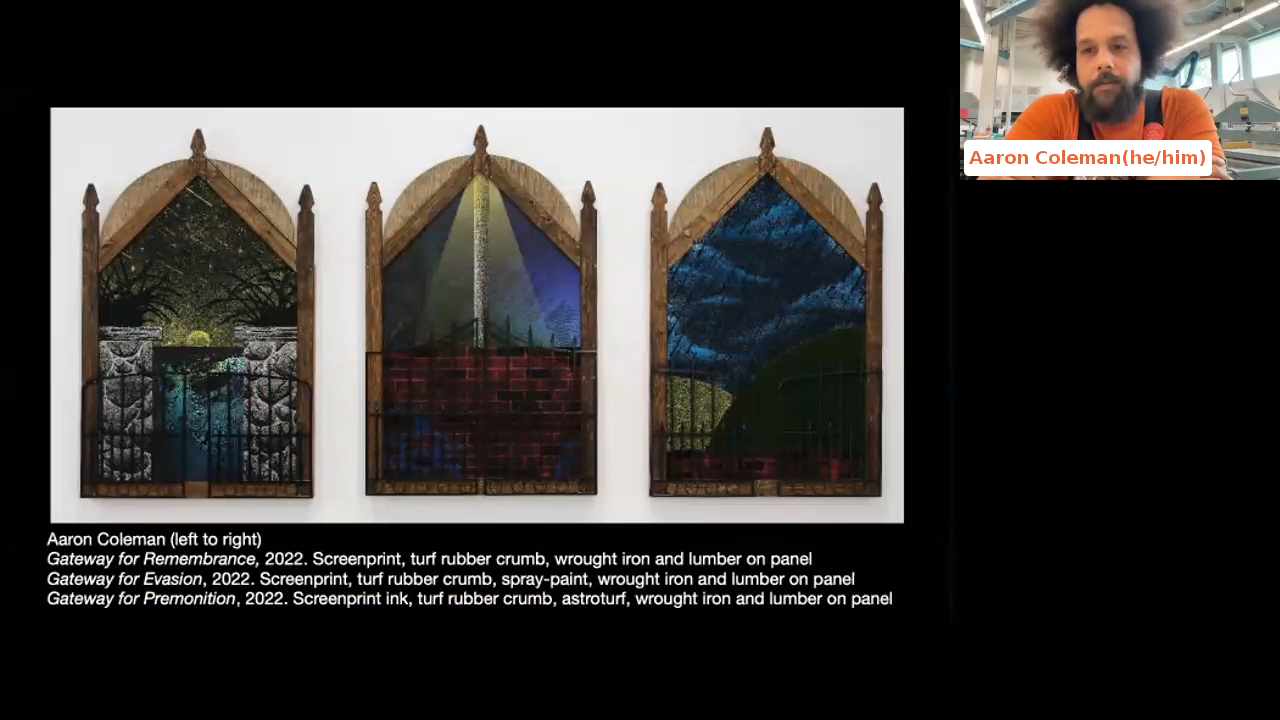 Aaron Coleman(he/him)
Aaron Coleman (left to right)
Gateway for Remembrance, 2022. Screenprint, turf rubber crumb, wrought iron and lumber on panel
Gateway for Evasion, 2022. Screenprint, turf rubber crumb, spray-paint, wrought iron and lumber on panel
Gateway for Premonition, 2022. Screenprint ink, turf rubber crumb, astroturf, wrought iron and lumber on panel